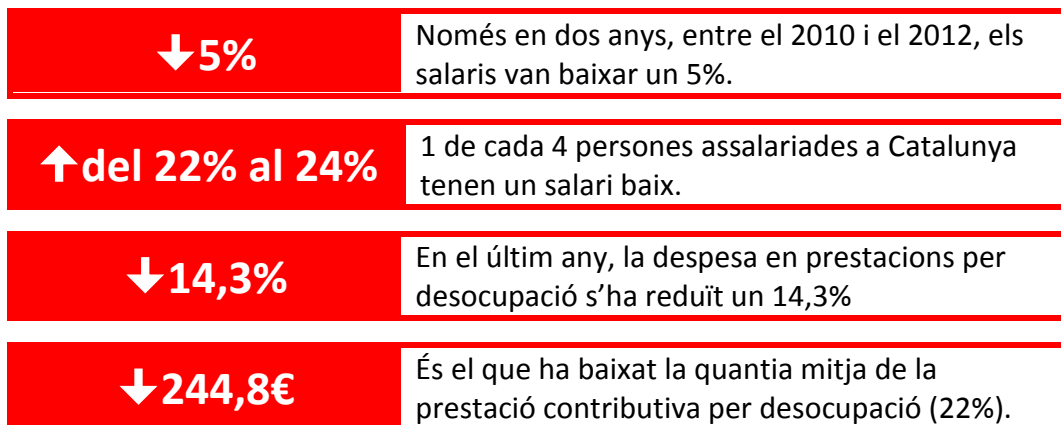 🡻5%
Només en dos anys, entre el 2010 i el 2012, els
salaris van baixar un 5%.
🡹del 22% al 24%
1 de cada 4 persones assalariades a Catalunya
tenen un salari baix.
🡻14,3%
En el últim any, la despesa en prestacions per
desocupació s’ha reduït un 14,3%
🡻244,8€
És el que ha baixat la quantia mitja de la
prestació contributiva per desocupació (22%).